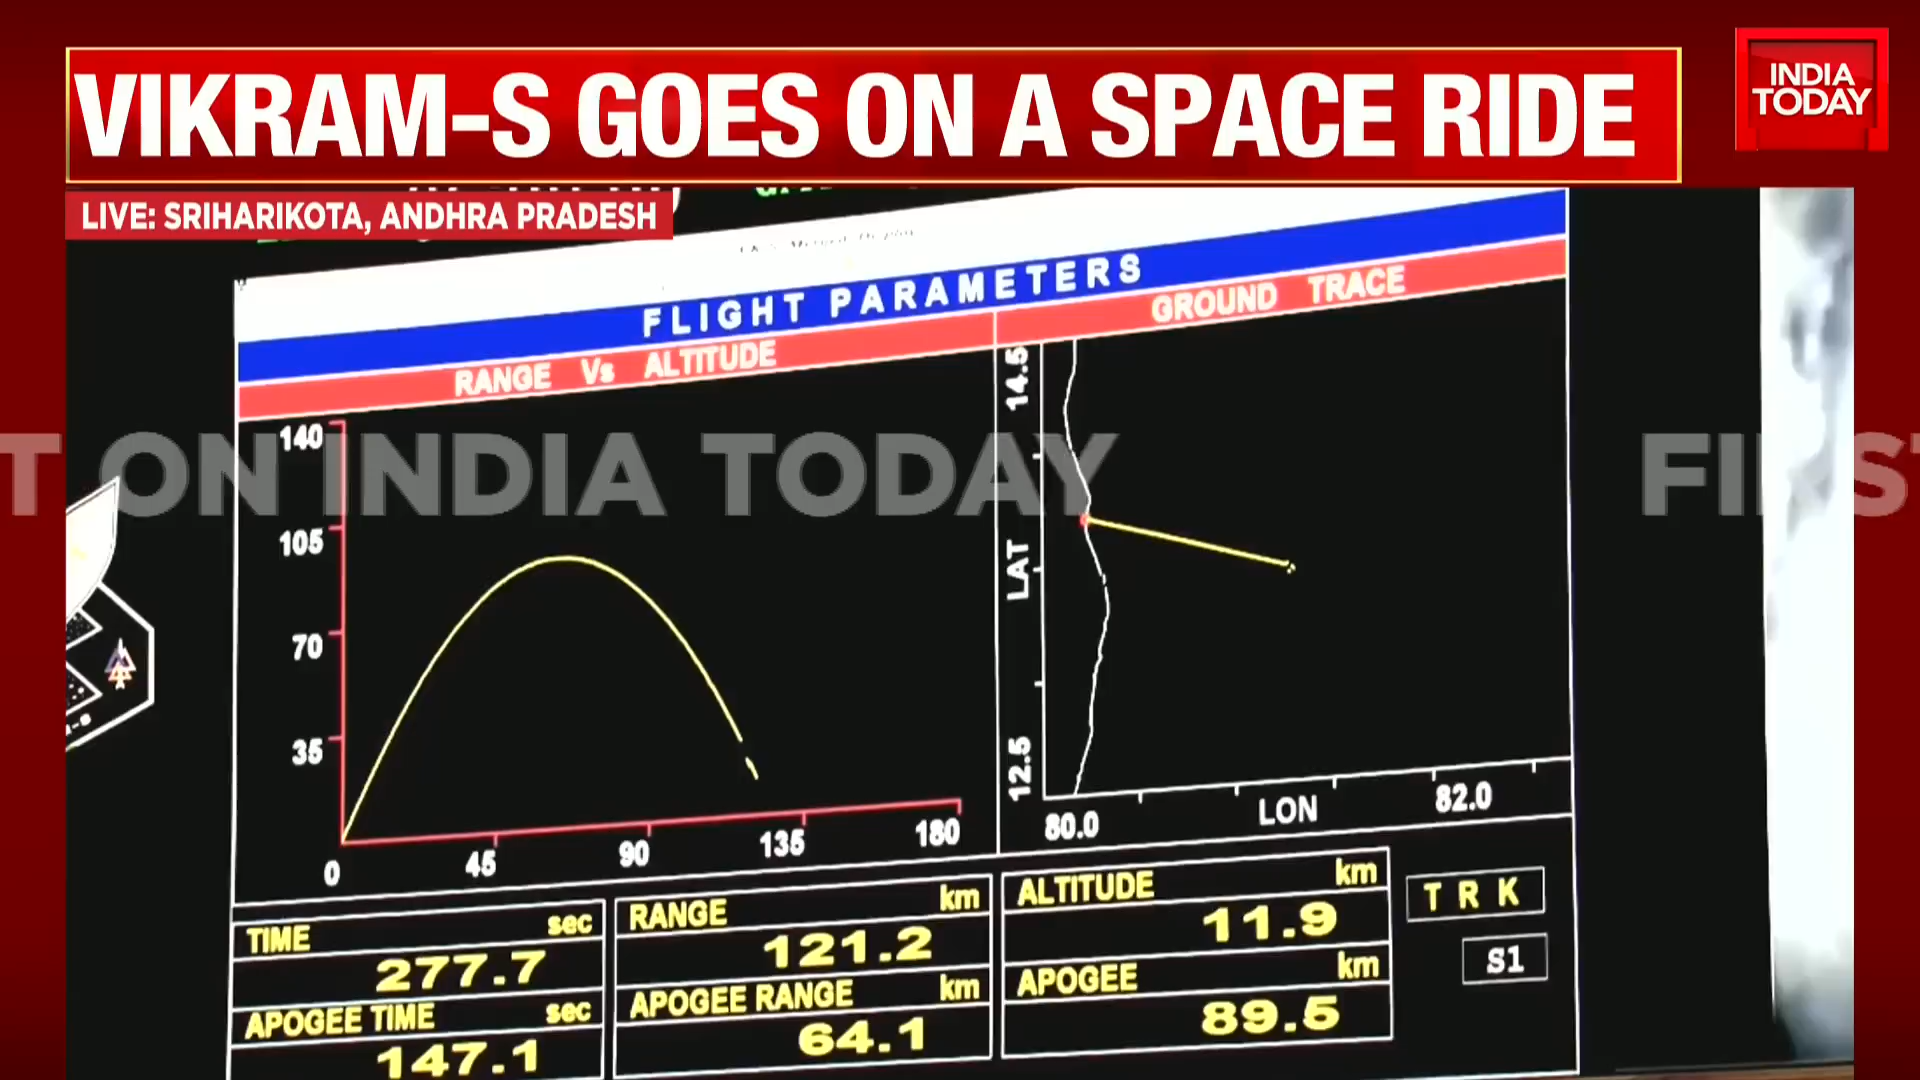 VIKRAM-S GOES ON A SPACE RIDE
INDIA
TODAY
LIVE: SRIHARIKOTA, ANDHRA PRADESH
FLIGHT PARAMETERS
RANGE Vs ALTITUDE
GROUND TRACE
T ON INDIA TODAY
FIRST
140
105
70
35
0
45
90
135
180
14.5
LAT
12.5
80.0
LON
82.0
TIME sec
277.7
APOGEE TIME sec
147.1
RANGE km
121.2
APOGEE RANGE km
64.1
ALTITUDE km
11.9
APOGEE km
89.5
TRK
S1